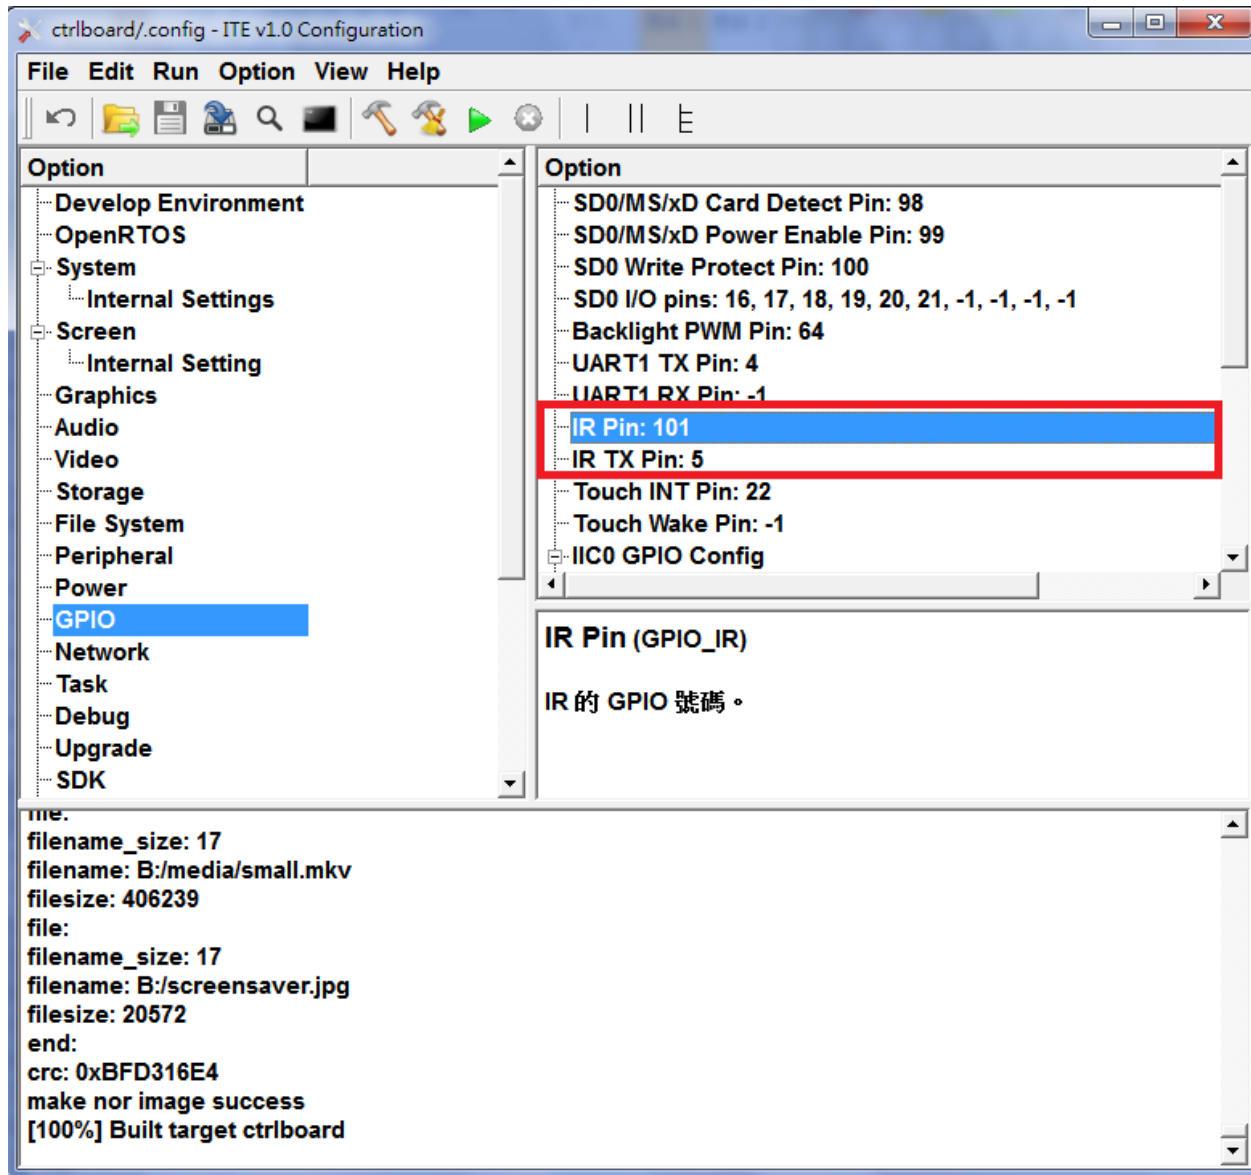 ctrlboard/.config - ITE v1.0 Configuration
File Edit Run Option View Help
Option
Develop Environment
OpenRTOS
System
Internal Settings
Screen
Internal Setting
Graphics
Audio
Video
Storage
File System
Peripheral
Power
GPIO
Network
Task
Debug
Upgrade
SDK
Option
SD0/MS/xD Card Detect Pin: 98
SD0/MS/xD Power Enable Pin: 99
SD0 Write Protect Pin: 100
SD0 I/O pins: 16, 17, 18, 19, 20, 21, -1, -1, -1, -1
Backlight PWM Pin: 64
UART1 TX Pin: 4
UART1 RX Pin: -1
IR Pin: 101
IR TX Pin: 5
Touch INT Pin: 22
Touch Wake Pin: -1
IIC0 GPIO Config
IR Pin (GPIO_IR)
IR 的 GPIO 號碼。
file:
filename_size: 17
filename: B:/media/small.mkv
filesize: 406239
file:
filename_size: 17
filename: B:/screensaver.jpg
filesize: 20572
end:
crc: 0xBFD316E4
make nor image success
[100%] Built target ctrlboard